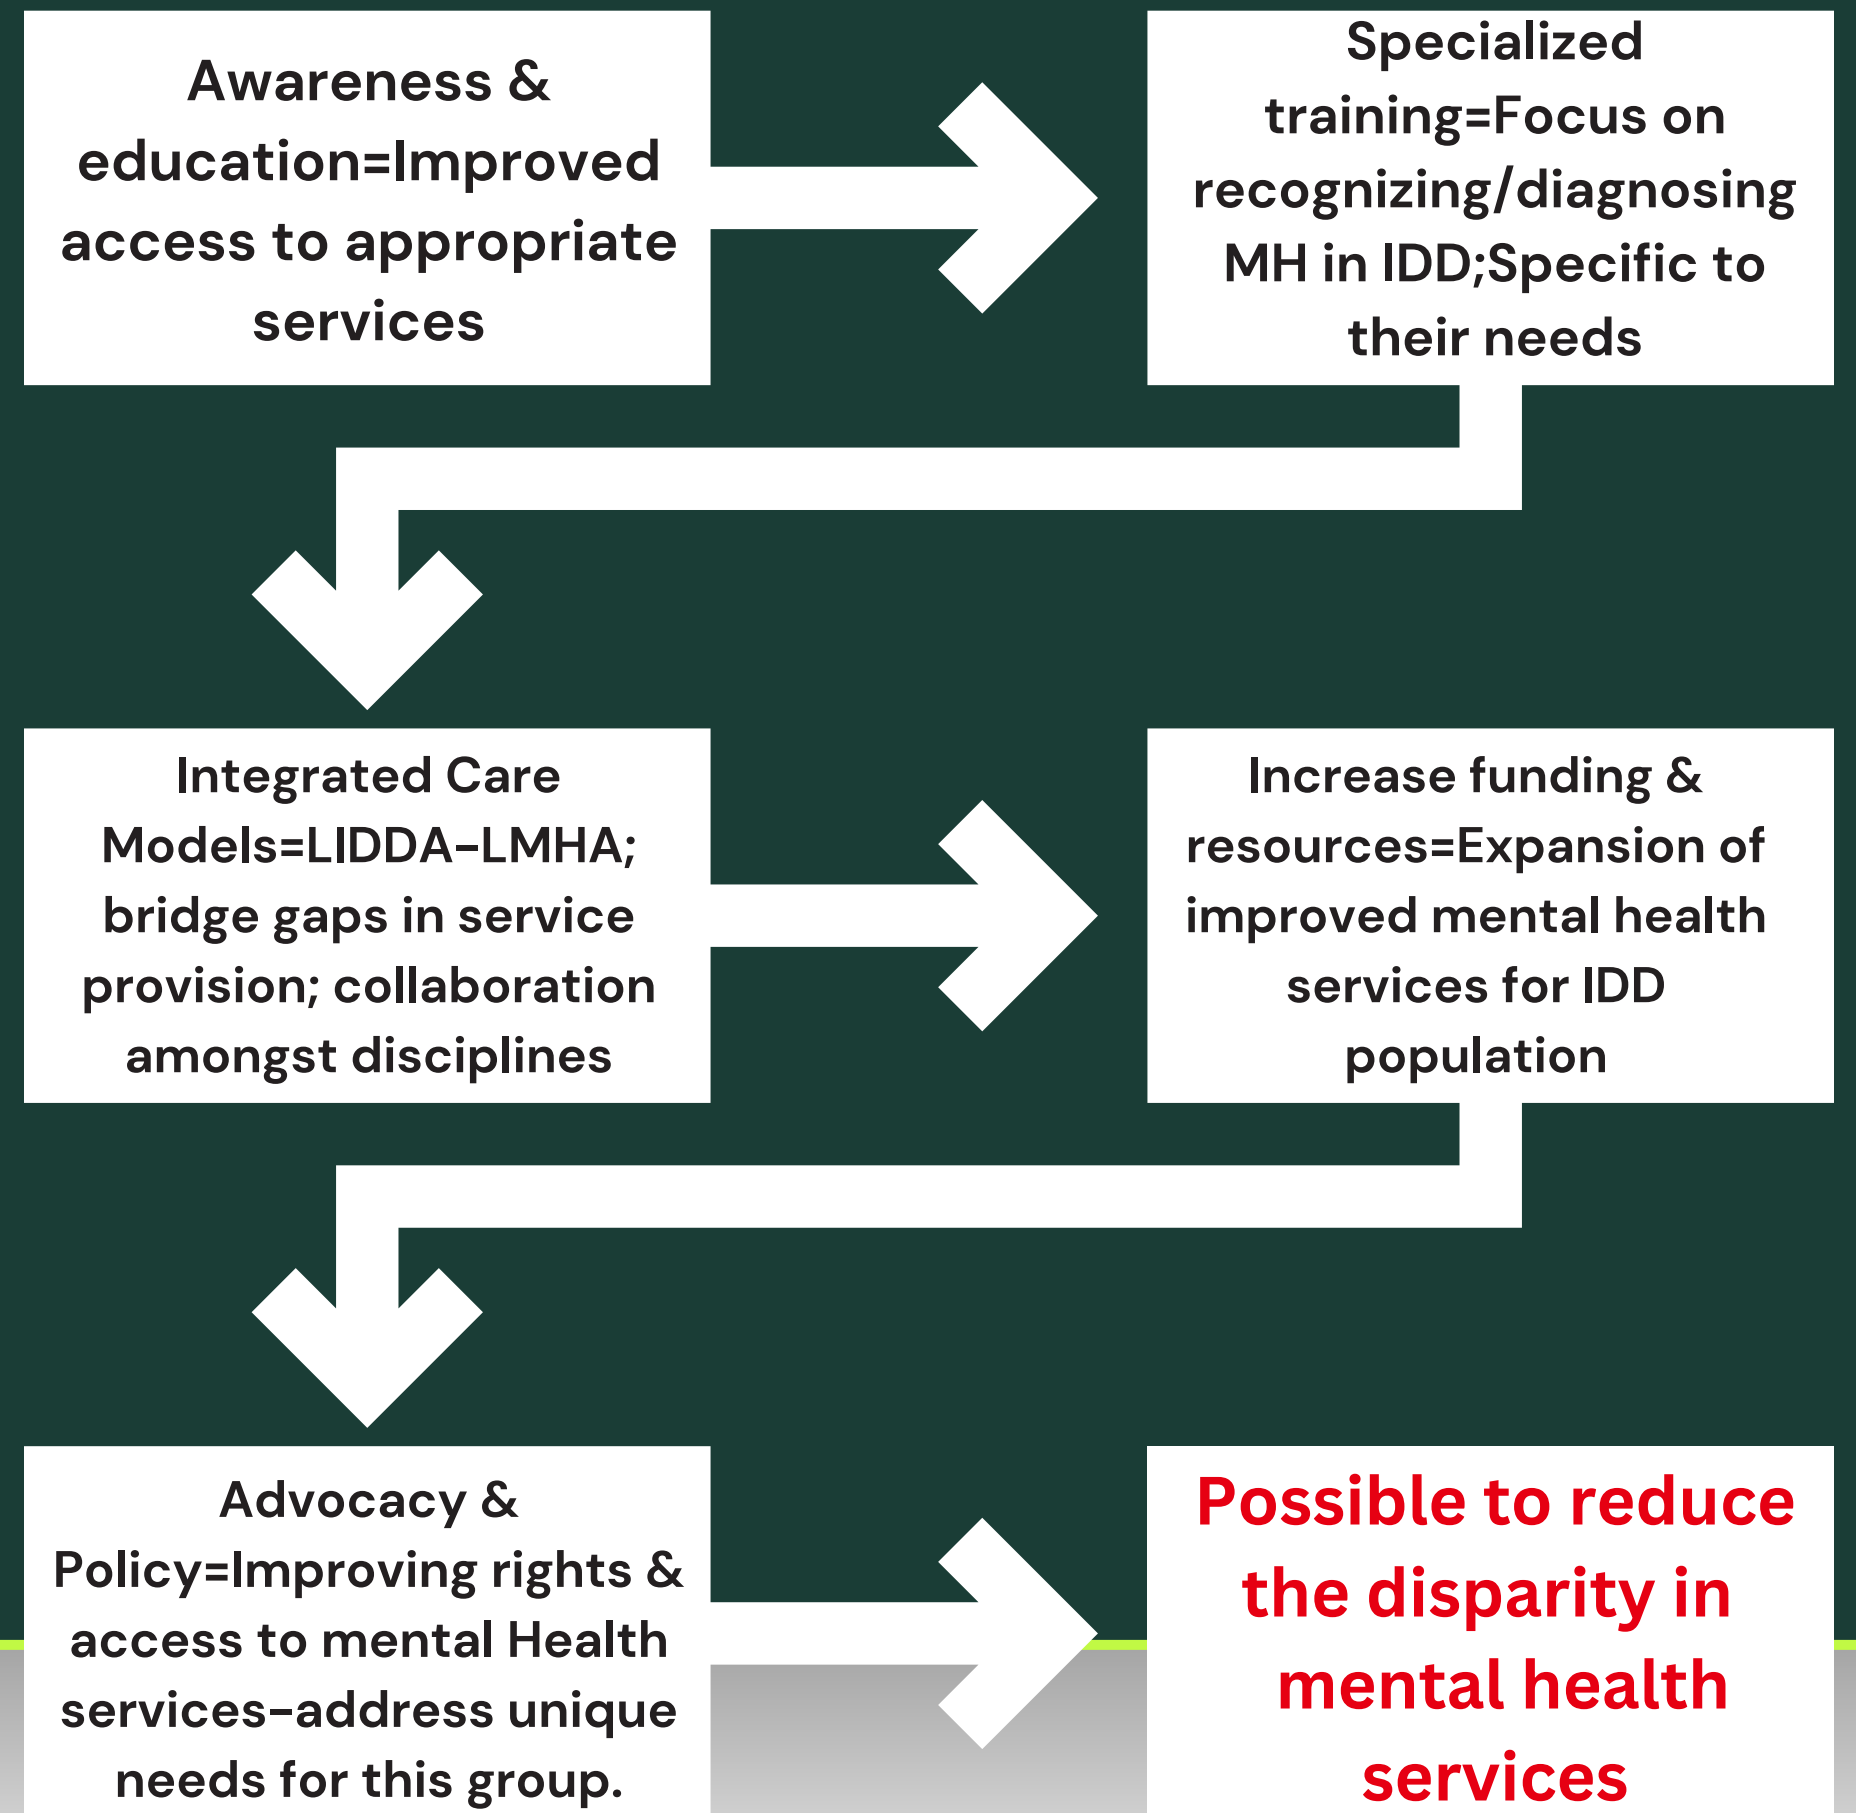 Awareness &
education=Improved
access to appropriate
services
Specialized
training=Focus on
recognizing/diagnosing
MH in IDD;Specific to
their needs
Integrated Care
Models=LIDDA-LMHA;
bridge gaps in service
provision; collaboration
amongst disciplines
Increase funding &
resources=Expansion of
improved mental health
services for IDD
population
Advocacy &
Policy=Improving rights &
access to mental Health
services-address unique
needs for this group.
Possible to reduce
the disparity in
mental health
services